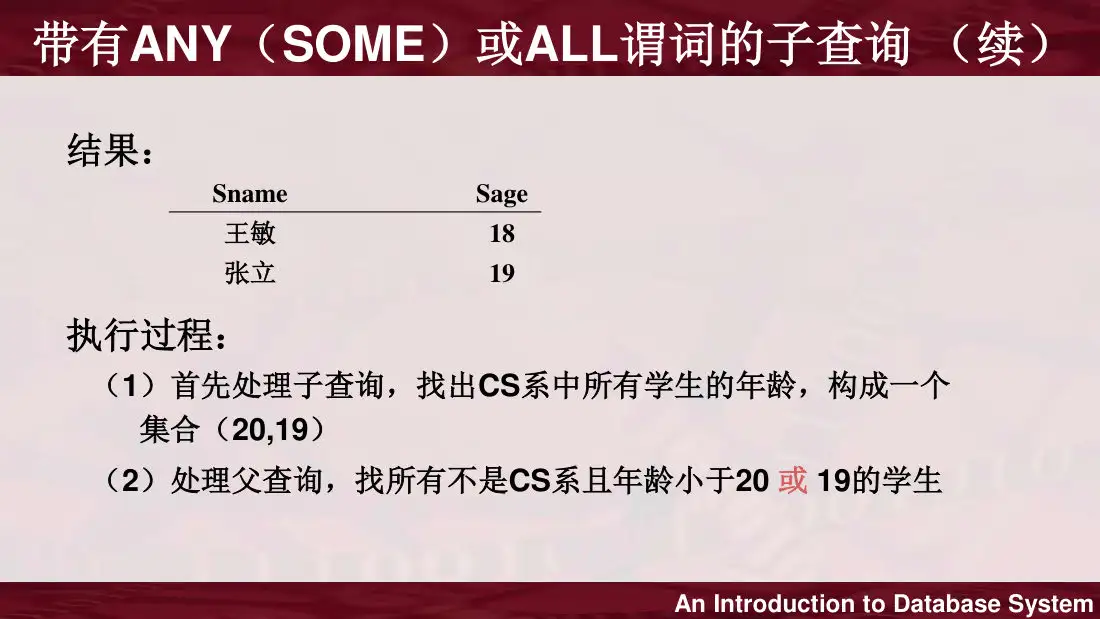 带有ANY（SOME）或ALL谓词的子查询 （续）
结果：
Sname Sage
王敏 18
张立 19
执行过程：
（1）首先处理子查询，找出CS系中所有学生的年龄，构成一个
集合（20,19）
（2）处理父查询，找所有不是CS系且年龄小于20 或 19的学生
An Introduction to Database System